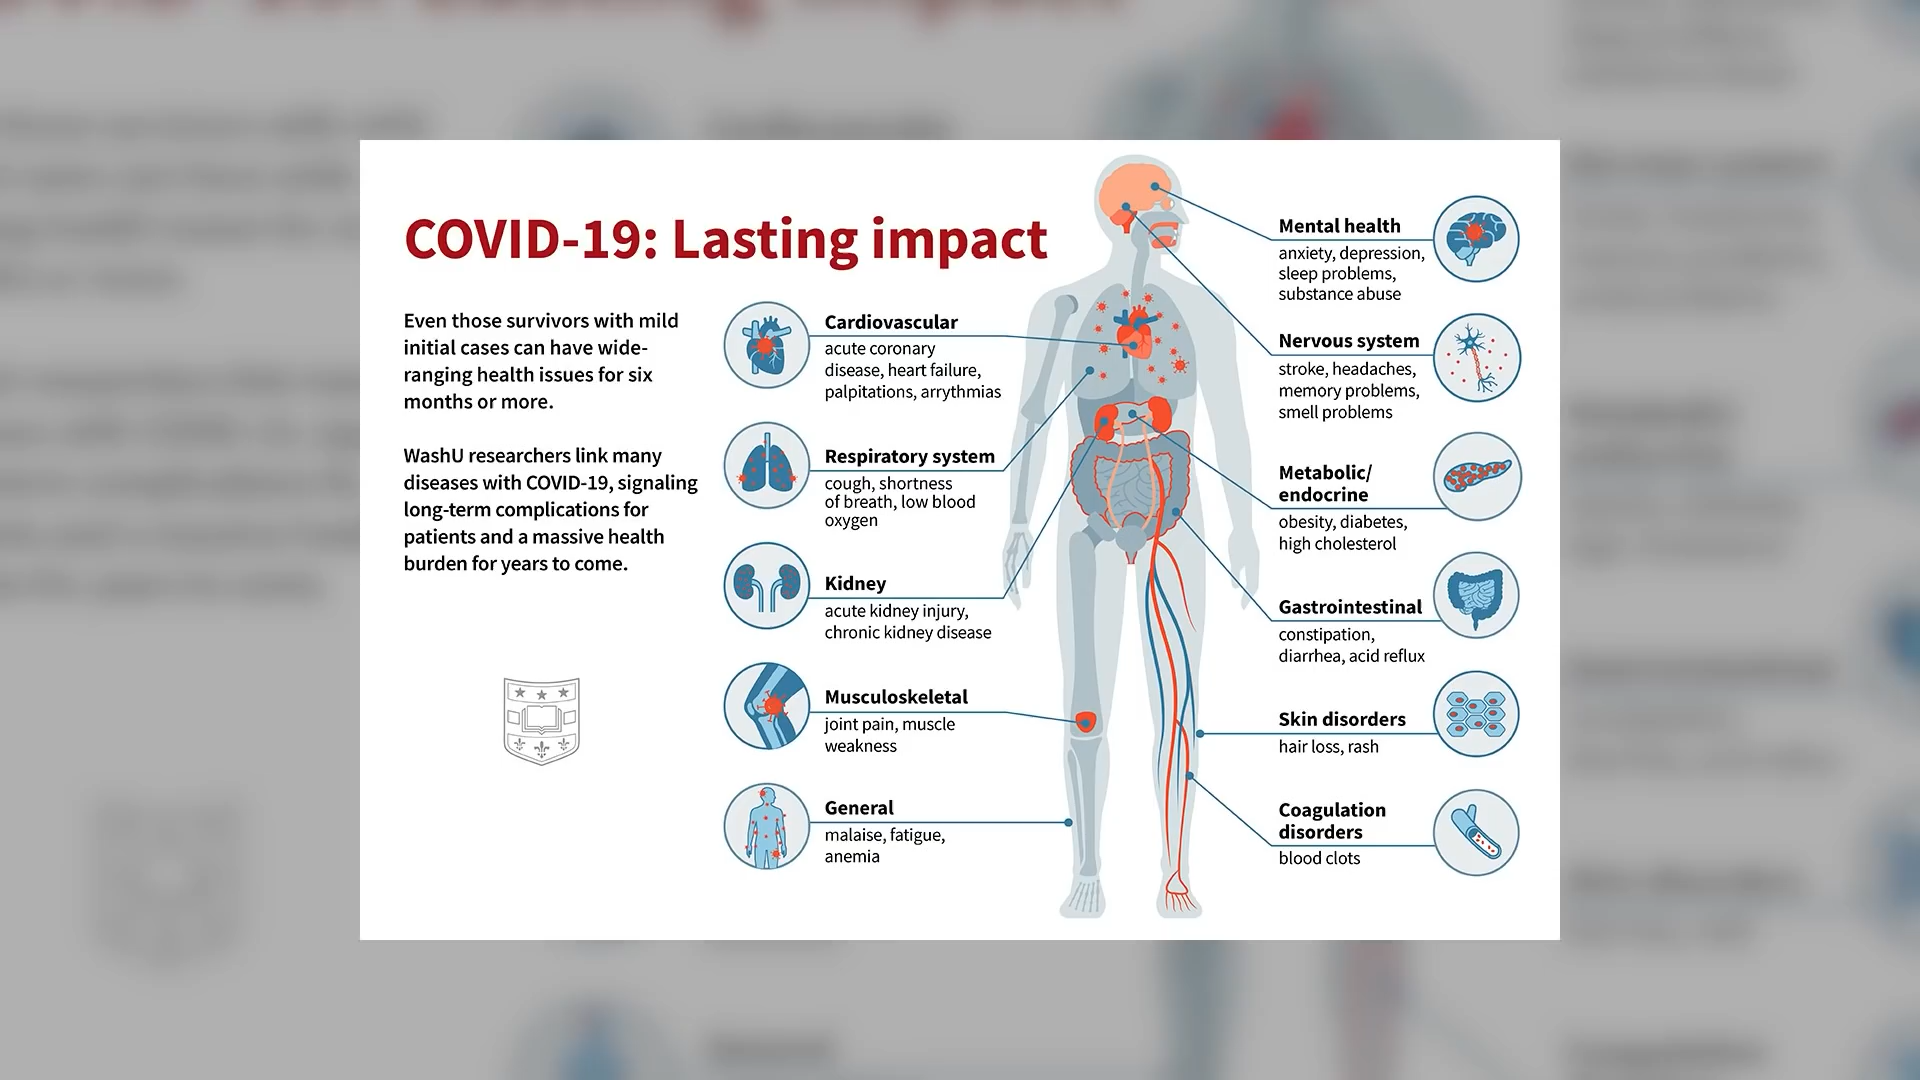 COVID-19: Lasting impact
Even those survivors with mild
initial cases can have wide-
ranging health issues for six
months or more.
WashU researchers link many
diseases with COVID-19, signaling
long-term complications for
patients and a massive health
burden for years to come.
Cardiovascular
acute coronary
disease, heart failure,
palpitations, arrythmias
Respiratory system
cough, shortness
of breath, low blood
oxygen
Kidney
acute kidney injury,
chronic kidney disease
Musculoskeletal
joint pain, muscle
weakness
General
malaise, fatigue,
anemia
Mental health
anxiety, depression,
sleep problems,
substance abuse
Nervous system
stroke, headaches,
memory problems,
smell problems
Metabolic/
endocrine
obesity, diabetes,
high cholesterol
Gastrointestinal
constipation,
diarrhea, acid reflux
Skin disorders
hair loss, rash
Coagulation
disorders
blood clots